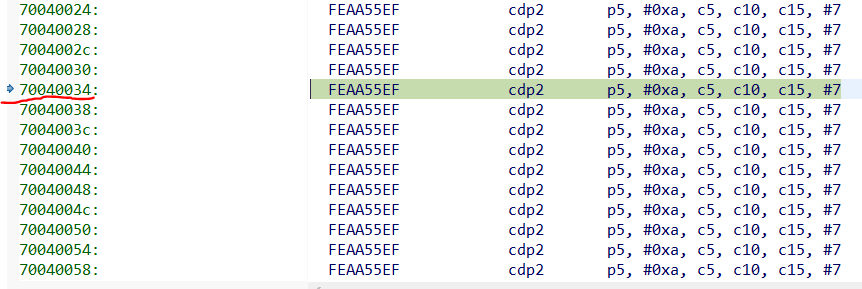 70040024: FEAA55EF cdp2 p5, #0xa, c5, c10, c15, #7
70040028: FEAA55EF cdp2 p5, #0xa, c5, c10, c15, #7
7004002c: FEAA55EF cdp2 p5, #0xa, c5, c10, c15, #7
70040030: FEAA55EF cdp2 p5, #0xa, c5, c10, c15, #7
70040034: FEAA55EF cdp2 p5, #0xa, c5, c10, c15, #7
70040038: FEAA55EF cdp2 p5, #0xa, c5, c10, c15, #7
7004003c: FEAA55EF cdp2 p5, #0xa, c5, c10, c15, #7
70040040: FEAA55EF cdp2 p5, #0xa, c5, c10, c15, #7
70040044: FEAA55EF cdp2 p5, #0xa, c5, c10, c15, #7
70040048: FEAA55EF cdp2 p5, #0xa, c5, c10, c15, #7
7004004c: FEAA55EF cdp2 p5, #0xa, c5, c10, c15, #7
70040050: FEAA55EF cdp2 p5, #0xa, c5, c10, c15, #7
70040054: FEAA55EF cdp2 p5, #0xa, c5, c10, c15, #7
70040058: FEAA55EF cdp2 p5, #0xa, c5, c10, c15, #7